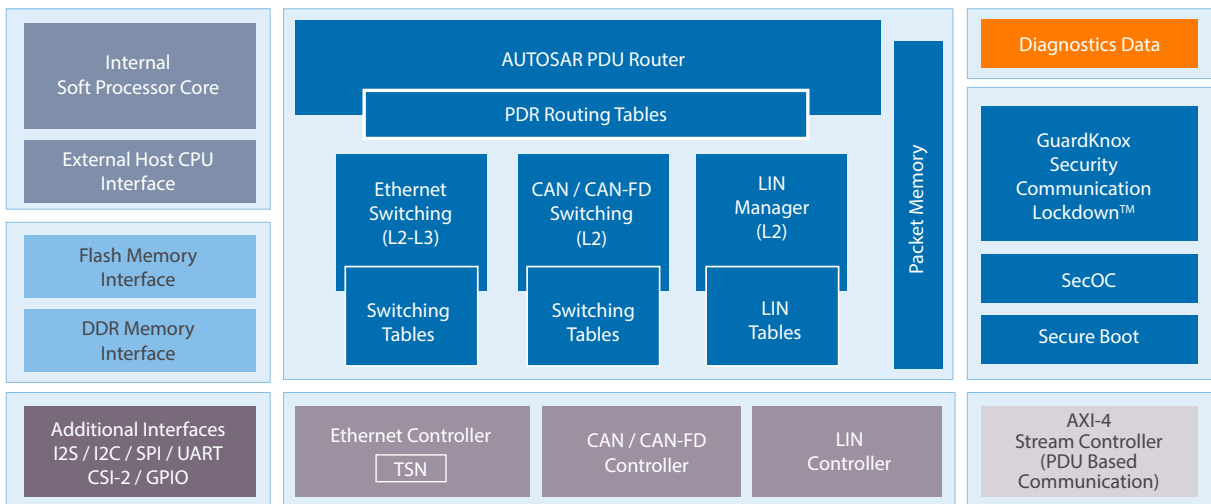 Internal
Soft Processor Core
External Host CPU
Interface
Flash Memory
Interface
DDR Memory
Interface
Additional Interfaces
I2S / I2C / SPI / UART
CSI-2 / GPIO
AUTOSAR PDU Router
PDR Routing Tables
Ethernet
Switching
(L2-L3)
Switching
Tables
CAN / CAN-FD
Switching
(L2)
Switching
Tables
LIN
Manager
(L2)
LIN
Tables
Packet Memory
Ethernet Controller
TSN
CAN / CAN-FD
Controller
LIN
Controller
Diagnostics Data
GuardKnox
Security
Communication
Lockdown™
SecOC
Secure Boot
AXI-4
Stream Controller
(PDU Based
Communication)